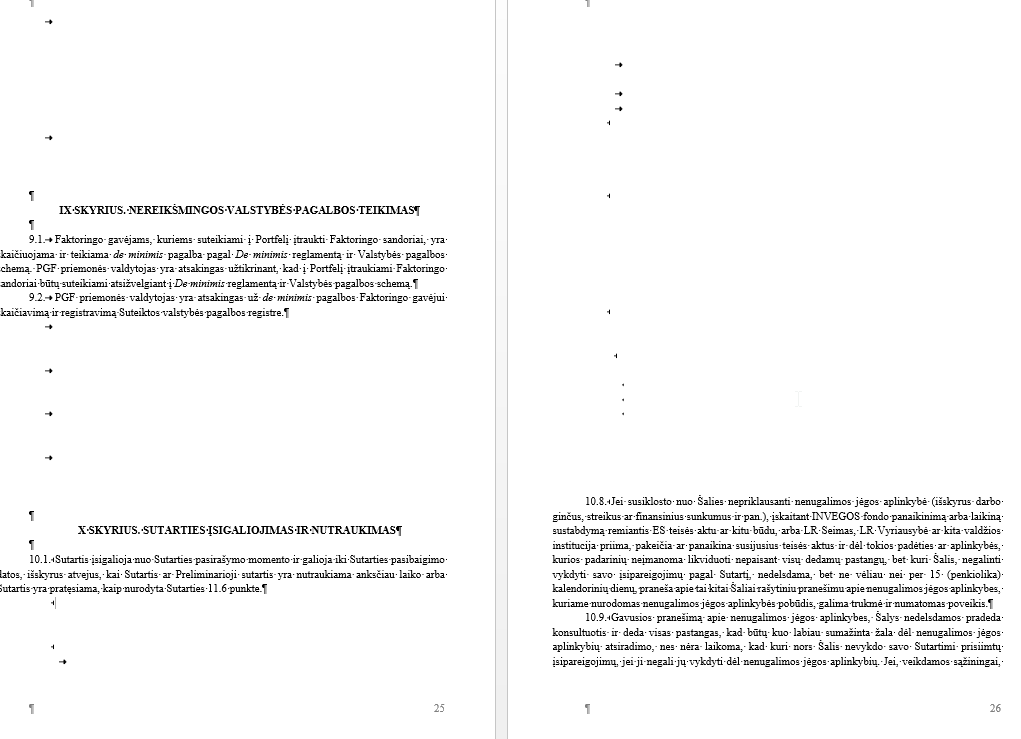 IX SKYRIUS. NEREIKŠMINGOS VALSTYBĖS PAGALBOS TEIKIMAS
9.1. Faktoringo gavėjams, kuriems suteikiami į Portfelį įtraukti Faktoringo sandoriai, yra
skaičiuojama ir teikiama de minimis pagalba pagal De minimis reglamentą ir Valstybės pagalbos
schemą. PGF priemonės valdytojas yra atsakingas užtikrinant, kad į Portfelį įtraukiami Faktoringo
sandoriai būtų suteikiami atsižvelgiant į De minimis reglamentą ir Valstybės pagalbos schemą.
9.2. PGF priemonės valdytojas yra atsakingas už de minimis pagalbos Faktoringo gavėjui
skaičiavimą ir registravimą Suteiktos valstybės pagalbos registre.
X SKYRIUS. SUTARTIES ĮSIGALIOJIMAS IR NUTRAUKIMAS
10.1. Sutartis įsigalioja nuo Sutarties pasirašymo momento ir galioja iki Sutarties pasibaigimo
datos, išskyrus atvejus, kai Sutartis ar Preliminarioji sutartis yra nutraukiama anksčiau laiko arba
Sutartis yra pratęsiama, kaip nurodyta Sutarties 11.6 punkte.
25
10.8. Jei susiklosto nuo Šalies nepriklausanti nenugalimos jėgos aplinkybė (išskyrus darbo
ginčus, streikus ar finansinius sunkumus ir pan.), įskaitant INVEGOS fondo panaikinimą arba laikiną
sustabdymą remiantis ES teisės aktu ar kitu būdu, arba LR Seimas, LR Vyriausybė ar kita valdžios
institucija priima, pakeičia ar panaikina susijusius teisės aktus ir dėl tokios padėties ar aplinkybės,
kurios padarinių neįmanoma likviduoti nepaisant visų dedamų pastangų, bet kuri Šalis, negalinti
vykdyti savo įsipareigojimų pagal Sutartį, nedelsdama, bet ne vėliau nei per 15 (penkiolika)
kalendorinių dienų, praneša apie tai kitai Šaliai rašytiniu pranešimu apie nenugalimos jėgos aplinkybes,
kuriame nurodomas nenugalimos jėgos aplinkybės pobūdis, galima trukmė ir numatomas poveikis.
10.9. Gavusios pranešimą apie nenugalimos jėgos aplinkybes, Šalys nedelsdamos pradeda
konsultuotis ir deda visas pastangas, kad būtų kuo labiau sumažinta žala dėl nenugalimos jėgos
aplinkybių atsiradimo, nes nėra laikoma, kad kuri nors Šalis nevykdo savo Sutartimi prisiimtų
įsipareigojimų, jei ji negali jų vykdyti dėl nenugalimos jėgos aplinkybių. Jei, veikdamos sąžiningai,
26